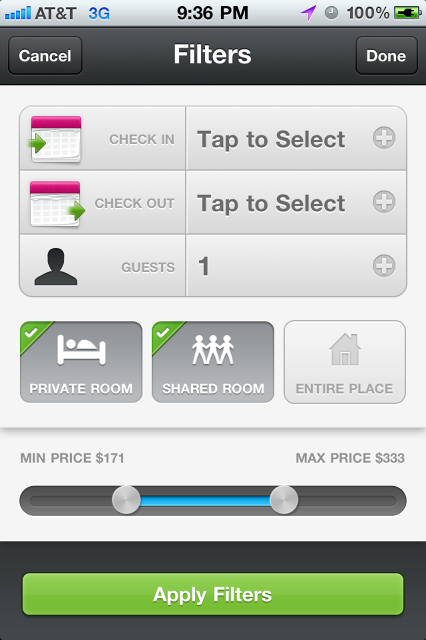 AT&T 3G 9:36 PM 100%
Cancel Filters Done
CHECK IN Tap to Select
CHECK OUT Tap to Select
GUESTS 1
PRIVATE ROOM SHARED ROOM ENTIRE PLACE
MIN PRICE $171 MAX PRICE $333
Apply Filters